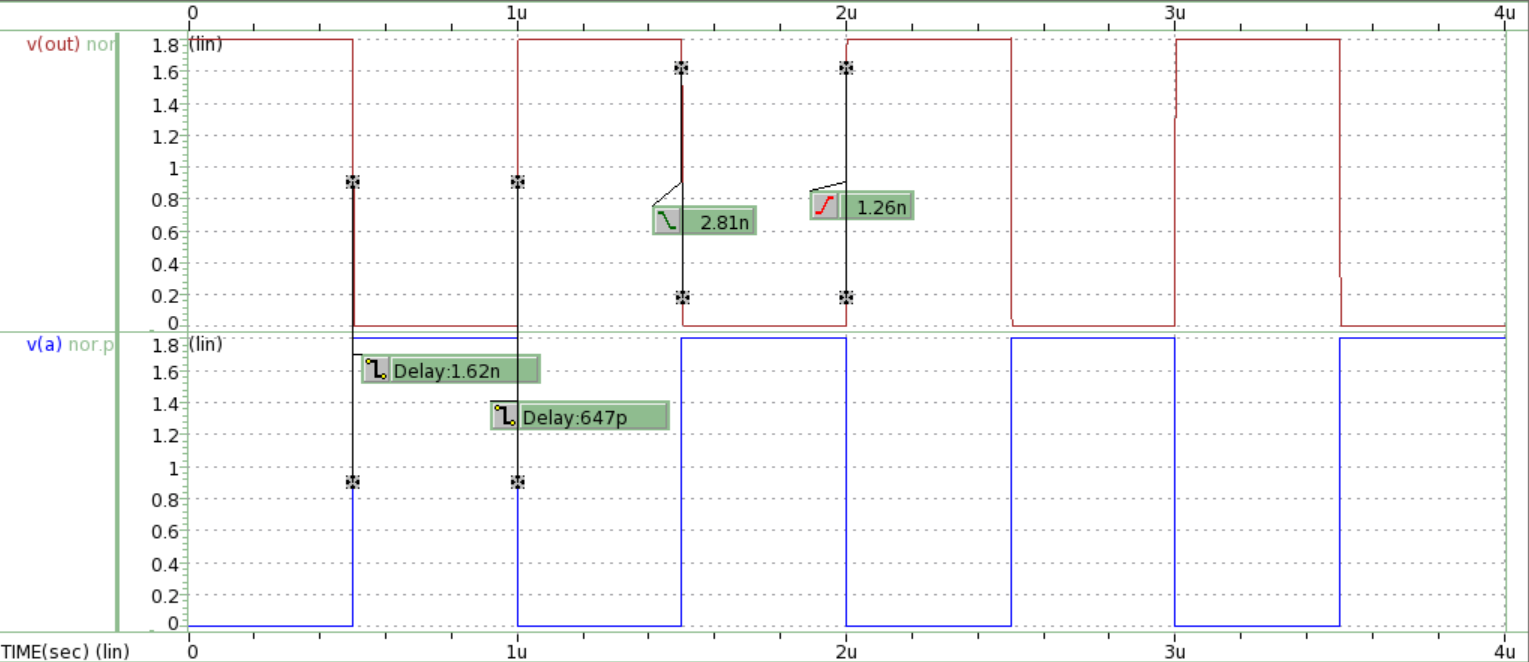 0 1u 2u 3u 4u
v(out) nor
(lin)
1.8
1.6
1.4
1.2
1
0.8
0.6
0.4
0.2
0
2.81n
1.26n
v(a) nor.p
(lin)
1.8
1.6
1.4
1.2
1
0.8
0.6
0.4
0.2
0
Delay:1.62n
Delay:647p
TIME(sec) (lin) 0 1u 2u 3u 4u